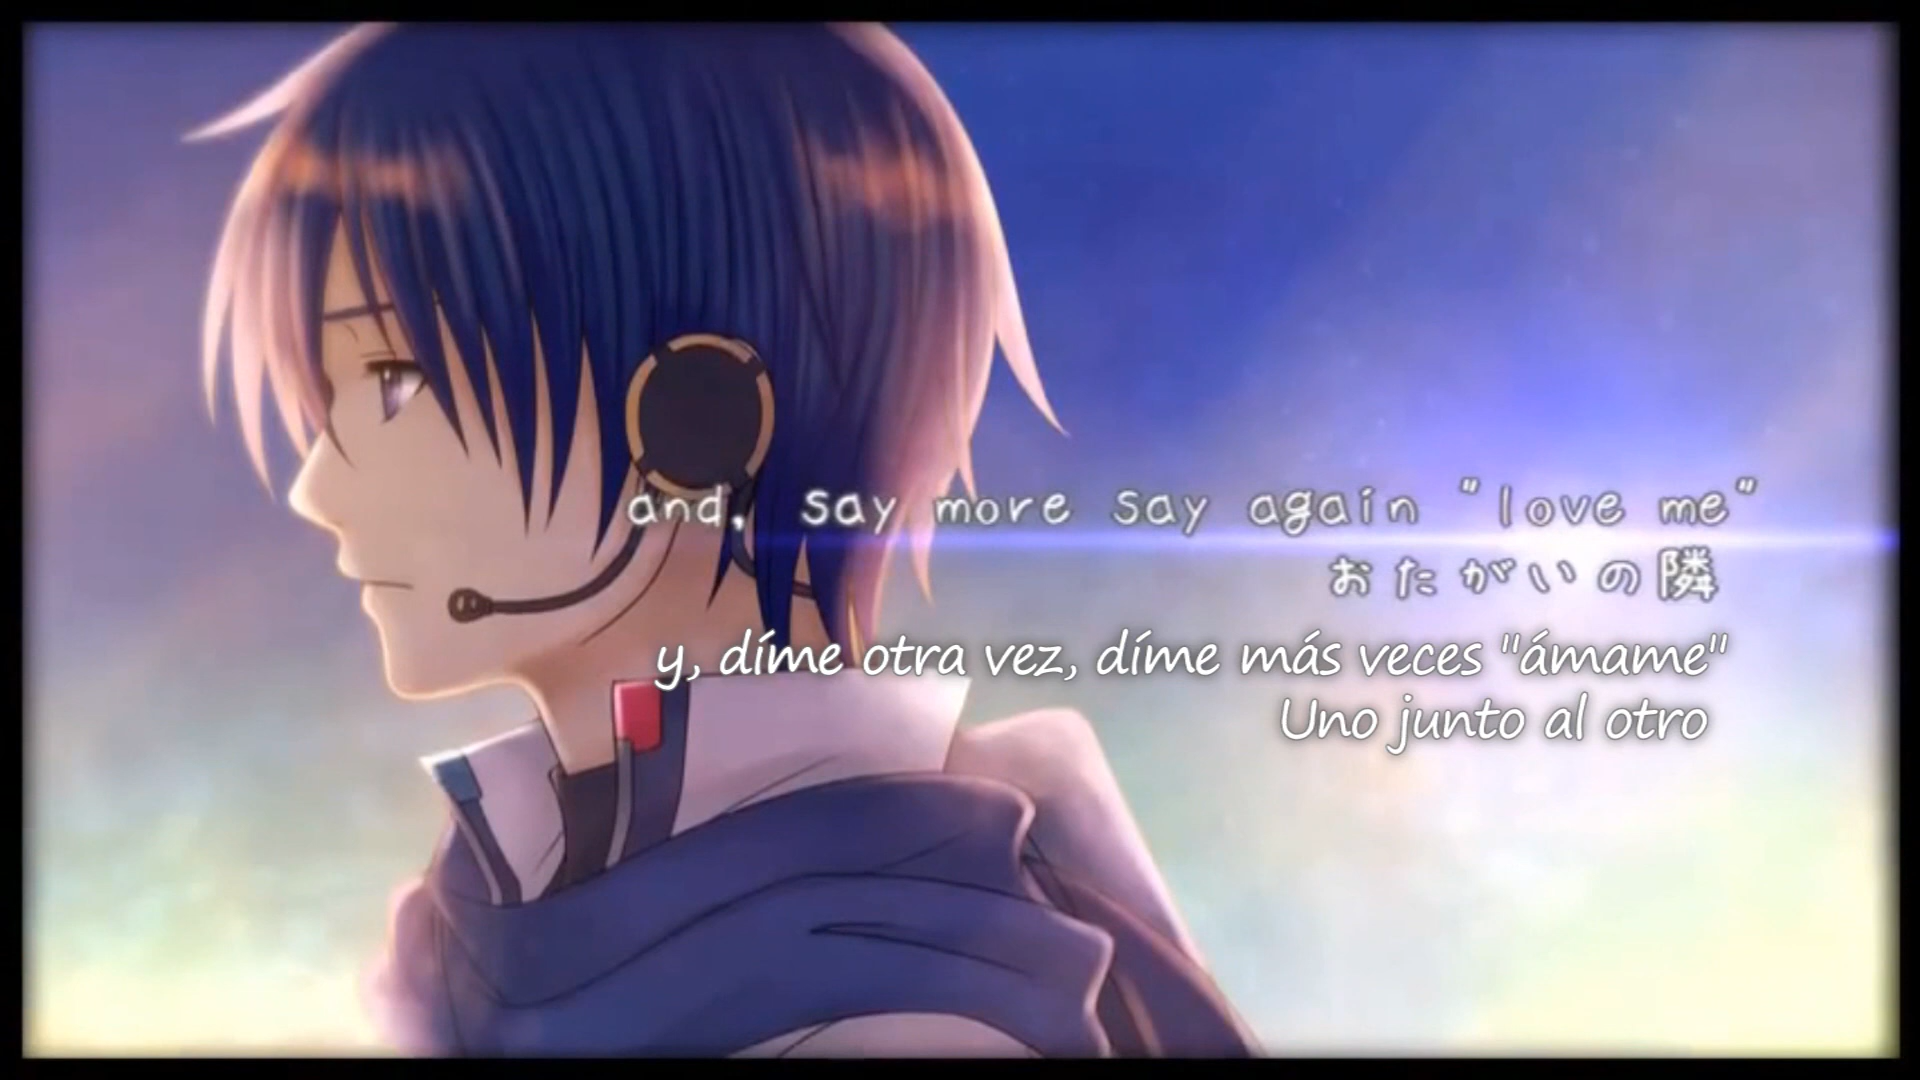 and, say more say again "love me"
おたがいの隣
y, díme otra vez, díme más veces "ámame"
Uno junto al otro